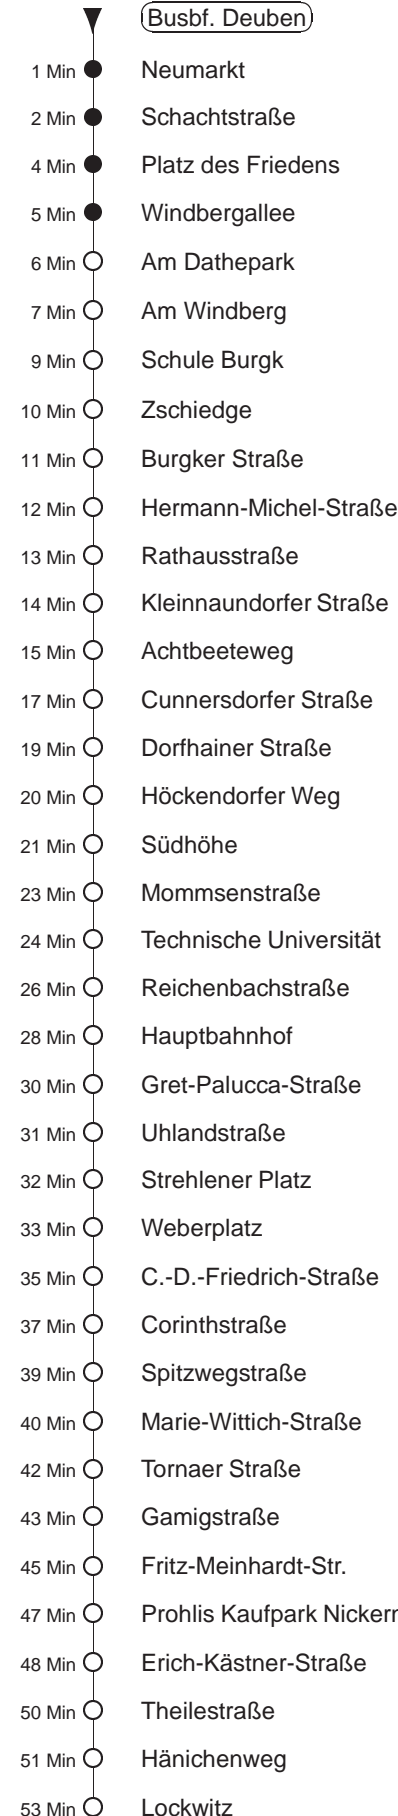 Busbf. Deuben
1 Min Neumarkt
2 Min Schachtstraße
4 Min Platz des Friedens
5 Min Windbergallee
6 Min Am Dathepark
7 Min Am Windberg
9 Min Schule Burgk
10 Min Zschiedge
11 Min Burgker Straße
12 Min Hermann-Michel-Straße
13 Min Rathausstraße
14 Min Kleinnaundorfer Straße
15 Min Achtbeeteweg
17 Min Cunnersdorfer Straße
19 Min Dorfhainer Straße
20 Min Höckendorfer Weg
21 Min Südhöhe
23 Min Mommsenstraße
24 Min Technische Universität
26 Min Reichenbachstraße
28 Min Hauptbahnhof
30 Min Gret-Palucca-Straße
31 Min Uhlandstraße
32 Min Strehlener Platz
33 Min Weberplatz
35 Min C.-D.-Friedrich-Straße
37 Min Corinthstraße
39 Min Spitzwegstraße
40 Min Marie-Wittich-Straße
42 Min Tornaer Straße
43 Min Gamigstraße
45 Min Fritz-Meinhardt-Str.
47 Min Prohlis Kaufpark Nickern
48 Min Erich-Kästner-Straße
50 Min Theilestraße
51 Min Hänichenweg
53 Min Lockwitz